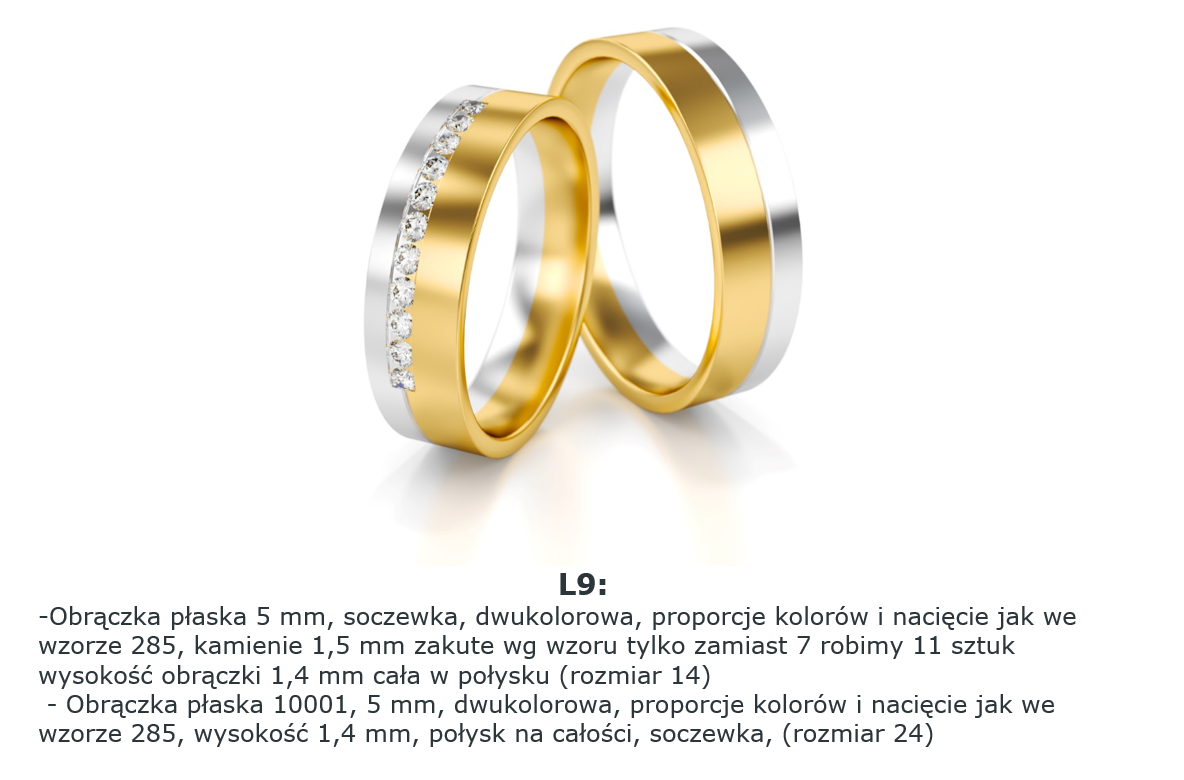 L9:
-Obrączka płaska 5 mm, soczewka, dwukolorowa, proporcje kolorów i nacięcie jak we
wzorze 285, kamienie 1,5 mm zakute wg wzoru tylko zamiast 7 robimy 11 sztuk
wysokość obrączki 1,4 mm cała w połysku (rozmiar 14)
- Obrączka płaska 10001, 5 mm, dwukolorowa, proporcje kolorów i nacięcie jak we
wzorze 285, wysokość 1,4 mm, połysk na całości, soczewka, (rozmiar 24)